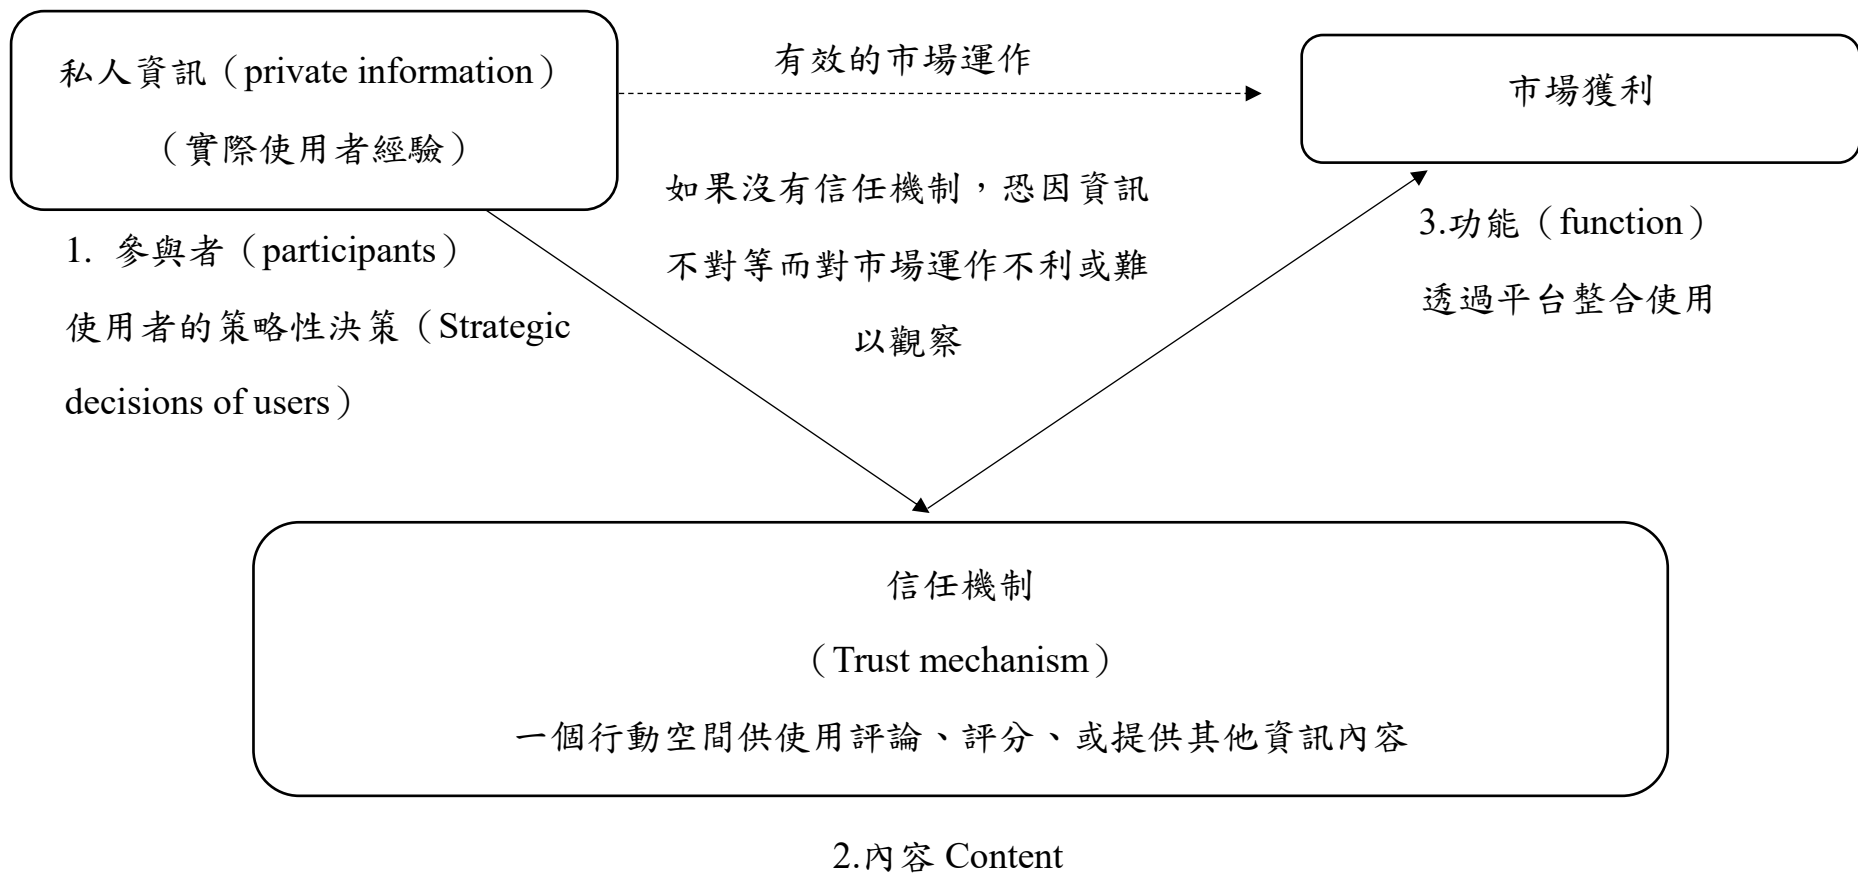 私人資訊（private information）
（實際使用者經驗）
有效的市場運作
市場獲利
如果沒有信任機制，恐因資訊
不對等而對市場運作不利或難
以觀察
1. 參與者（participants）
使用者的策略性決策（Strategic
decisions of users）
3.功能（function）
透過平台整合使用
信任機制
（Trust mechanism）
一個行動空間供使用評論、評分、或提供其他資訊內容
2.內容 Content